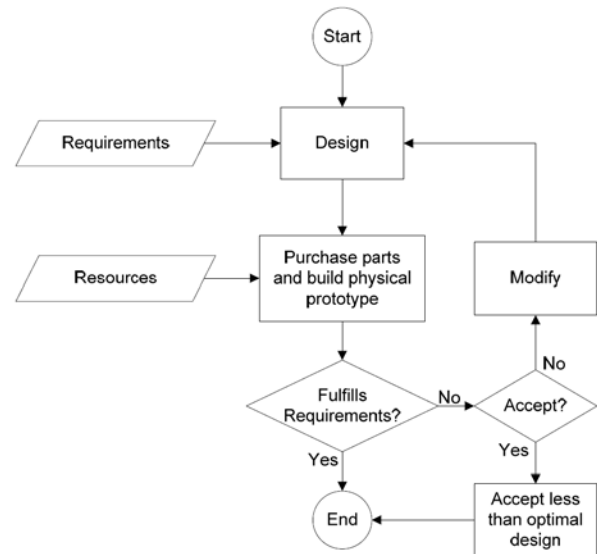 Start
Requirements
Design
Purchase parts
and build physical
prototype
Resources
Modify
No
Fulfills
Requirements?
No
Accept?
Yes
Yes
End
Accept less
than optimal
design